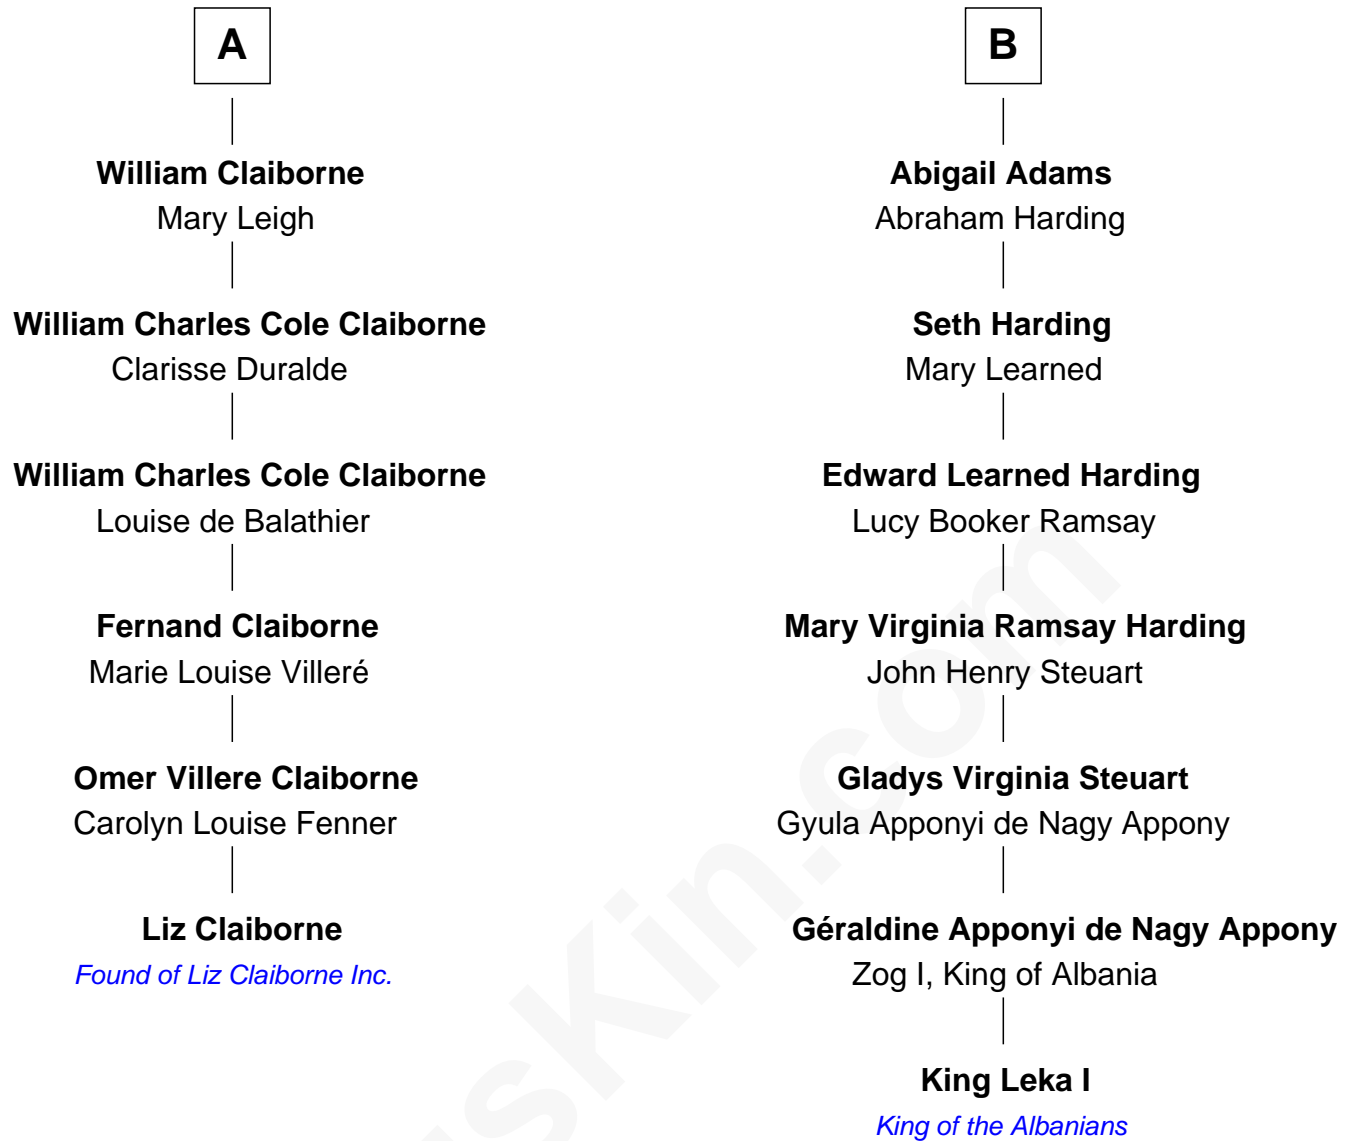 A
William Claiborne
Mary Leigh
William Charles Cole Claiborne
Clarisse Duralde
William Charles Cole Claiborne
Louise de Balathier
Fernand Claiborne
Marie Louise Villeré
Omer Villere Claiborne
Carolyn Louise Fenner
Liz Claiborne
Found of Liz Claiborne Inc.
B
Abigail Adams
Abraham Harding
Seth Harding
Mary Learned
Edward Learned Harding
Lucy Booker Ramsay
Mary Virginia Ramsay Harding
John Henry Steuart
Gladys Virginia Steuart
Gyula Apponyi de Nagy Appony
Géraldine Apponyi de Nagy Appony
Zog I, King of Albania
King Leka I
King of the Albanians